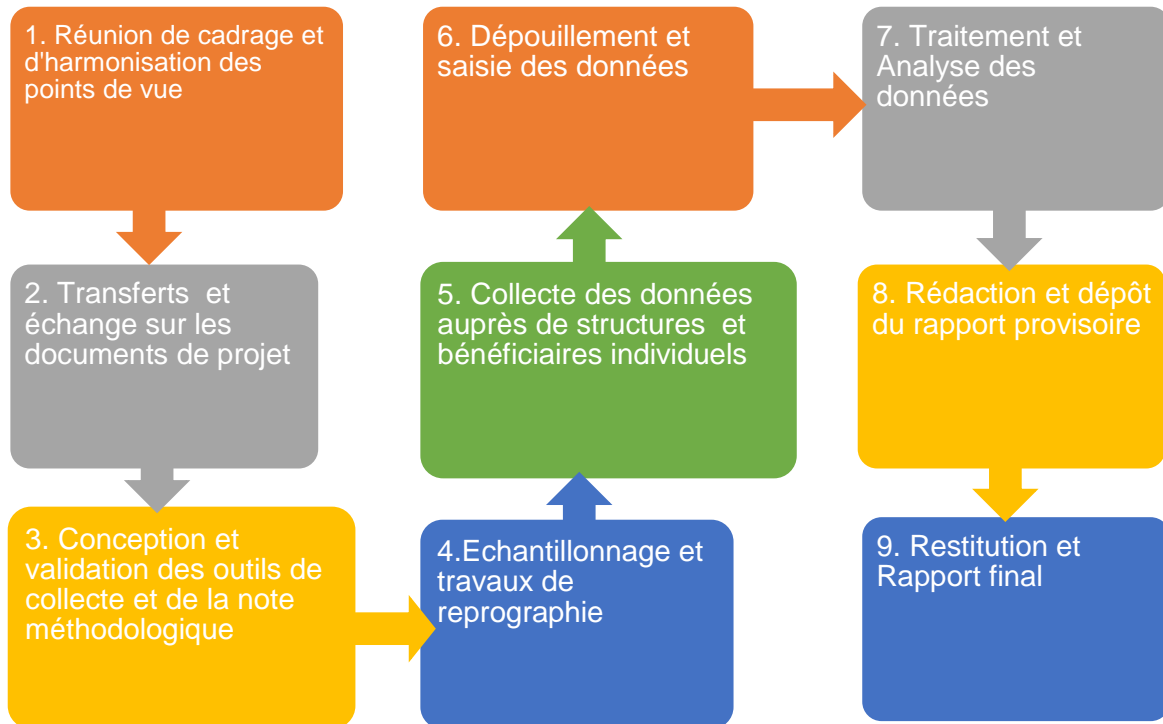 1. Réunion de cadrage et
d'harmonisation des
points de vue
2. Transferts et
échange sur les
documents de projet
3. Conception et
validation des outils de
collecte et de la note
méthodologique
4.Echantillonnage et
travaux de
reprographie
5. Collecte des données
auprès de structures et
bénéficiaires individuels
6. Dépouillement et
saisie des données
7. Traitement et
Analyse des
données
8. Rédaction et dépôt
du rapport provisoire
9. Restitution et
Rapport final